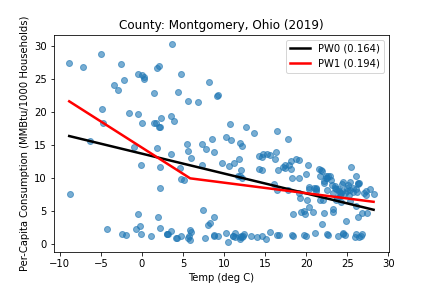 County: Montgomery, Ohio (2019)
PW0 (0.164)
PW1 (0.194)
Per-Capita Consumption (MMBtu/1000 Households)
30
25
20
15
10
5
0
−10 −5 0 5 10 15 20 25 30
Temp (deg C)